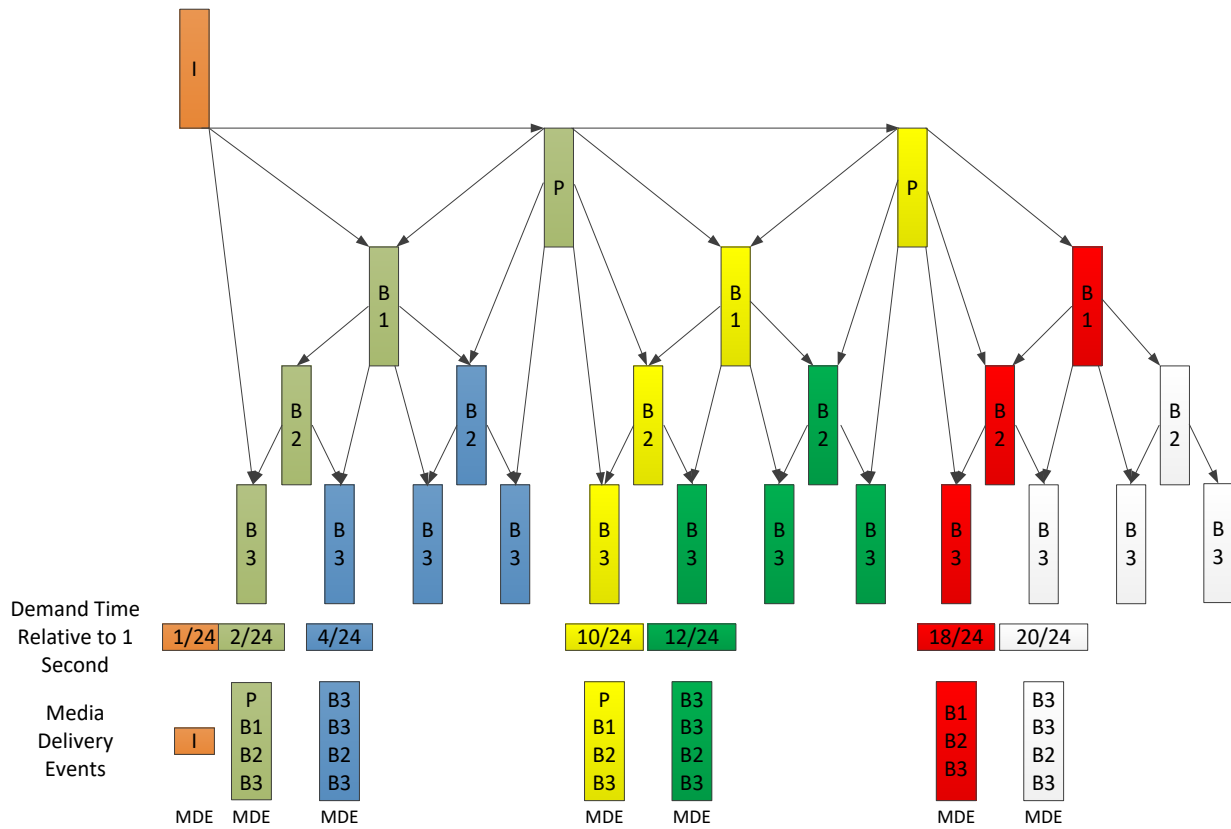 I
P
P
B
1
B
1
B
1
B
2
B
2
B
2
B
2
B
2
B
2
B
3
B
3
B
3
B
3
B
3
B
3
B
3
B
3
B
3
B
3
B
3
B
3
Demand Time
Relative to 1
Second
1/24 2/24 4/24 10/24 12/24 18/24 20/24
Media
Delivery
Events
I
P
B1
B2
B3
B3
B3
B2
B3
P
B1
B2
B3
B3
B3
B2
B3
B1
B2
B3
B3
B3
B2
B3
MDE MDE MDE MDE MDE MDE MDE